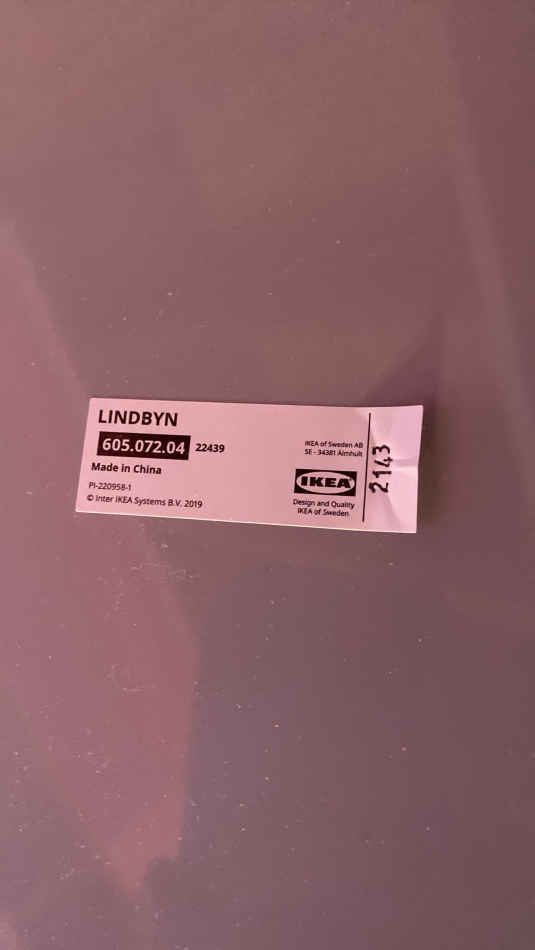 LINDBYN
605.072.04 22439
Made in China
PI-220958-1
© Inter IKEA Systems B.V. 2019
IKEA of Sweden AB
SE - 34381 Älmhult
IKEA
Design and Quality
IKEA of Sweden
2143